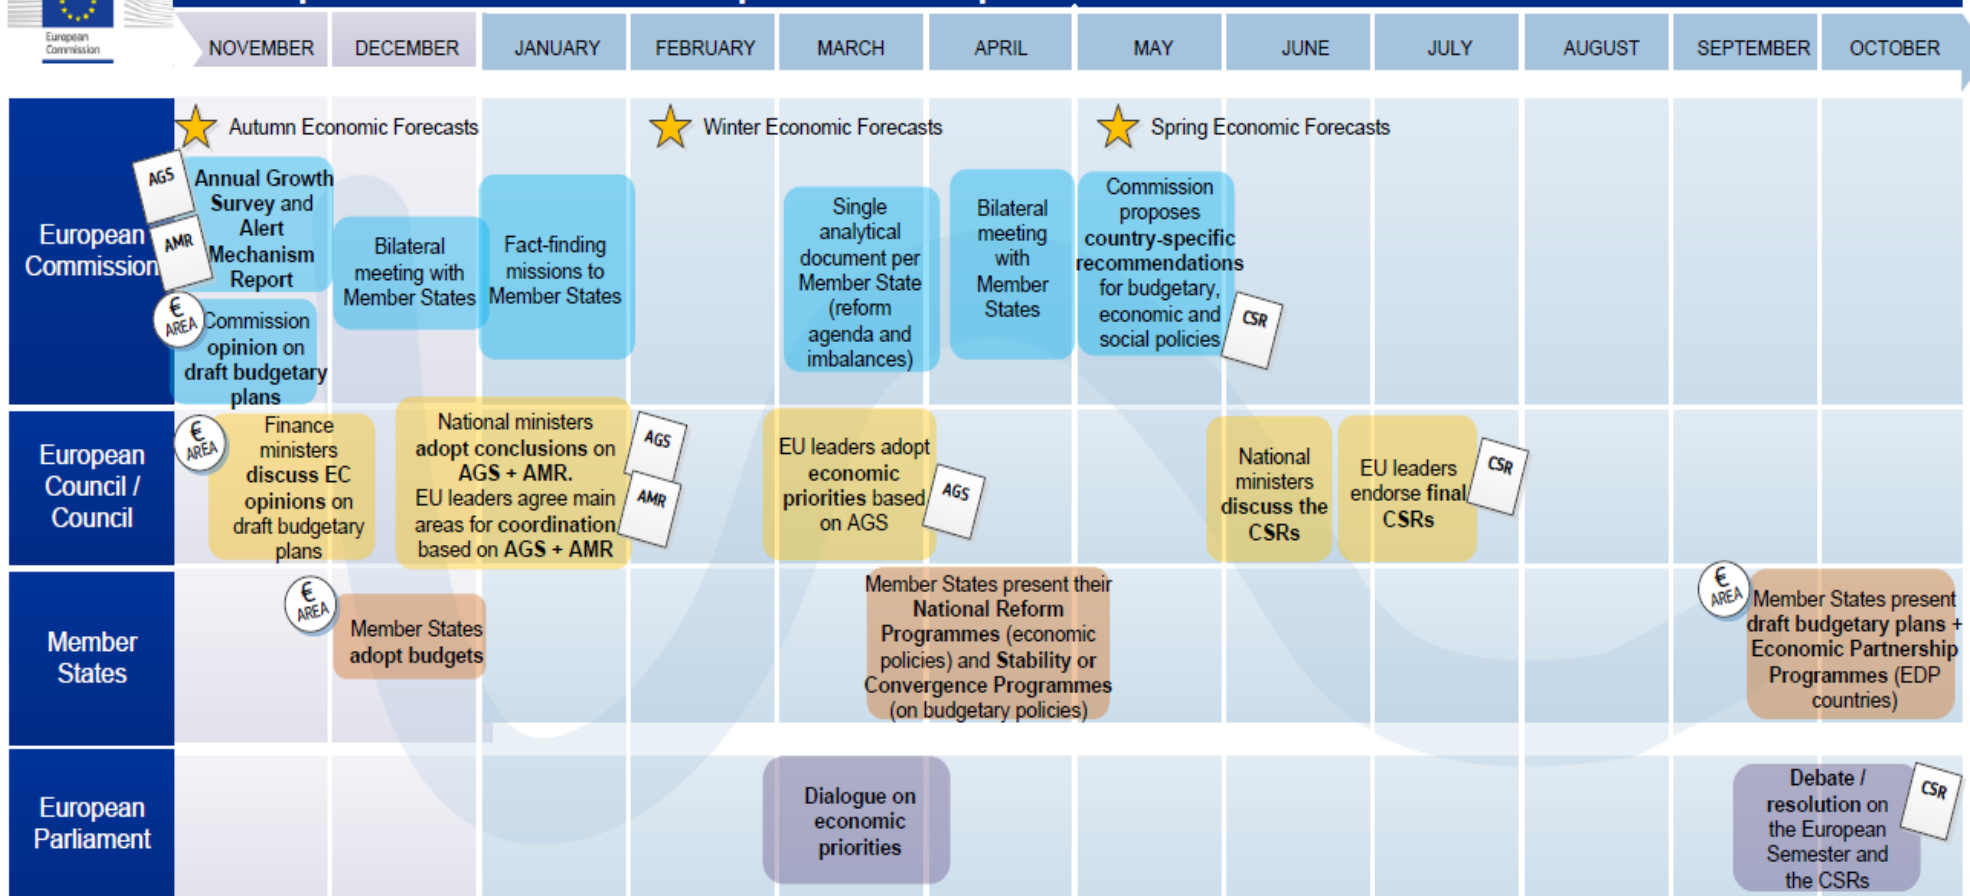 European
Commission
NOVEMBER
DECEMBER
JANUARY
FEBRUARY
MARCH
APRIL
MAY
JUNE
JULY
AUGUST
SEPTEMBER
OCTOBER
European
Commission
Autumn Economic Forecasts
Winter Economic Forecasts
Spring Economic Forecasts
AGS
AMR
Annual Growth
Survey and
Alert
Mechanism
Report
€
AREA
Commission
opinion on
draft budgetary
plans
Bilateral
meeting with
Member States
Fact-finding
missions to
Member States
Single
analytical
document per
Member State
(reform
agenda and
imbalances)
Bilateral
meeting
with
Member
States
Commission
proposes
country-specific
recommendations
for budgetary,
economic and
social policies
CSR
European
Council /
Council
€
AREA
Finance
ministers
discuss EC
opinions on
draft budgetary
plans
National ministers
adopt conclusions on
AGS + AMR.
EU leaders agree main
areas for coordination
based on AGS + AMR
AGS
AMR
EU leaders adopt
economic
priorities based
on AGS
AGS
National
ministers
discuss the
CSRs
EU leaders
endorse final
CSRs
CSR
Member
States
€
AREA
Member States
adopt budgets
Member States present their
National Reform
Programmes (economic
policies) and Stability or
Convergence Programmes
(on budgetary policies)
€
AREA
Member States present
draft budgetary plans +
Economic Partnership
Programmes (EDP
countries)
European
Parliament
Dialogue on
economic
priorities
Debate /
resolution on
the European
Semester and
the CSRs
CSR